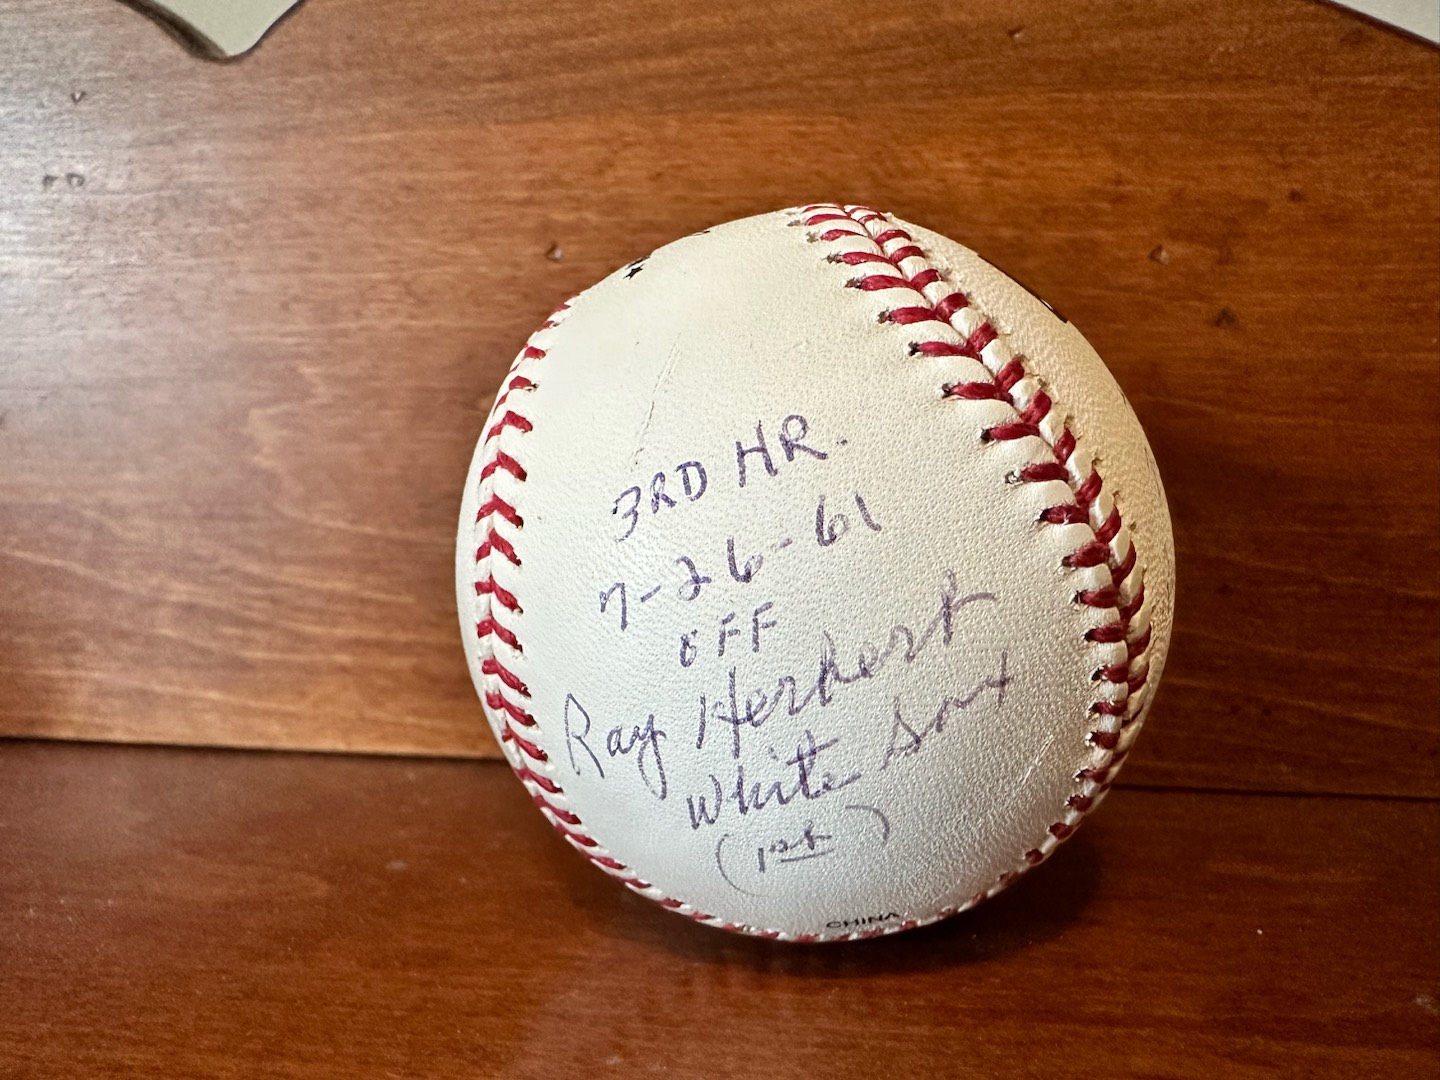 3RD HR.
7-26-61
OFF
Ray Herbert
White Sox
(1st)
CHINA